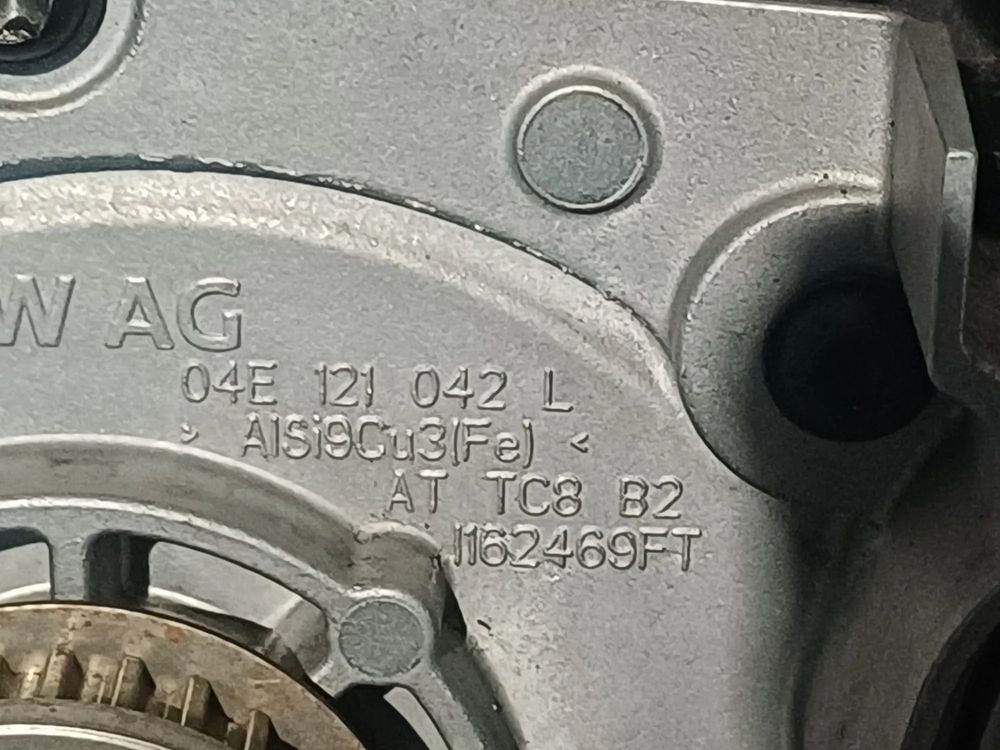 W AG
04E 121 042 L
> AlSi9Cu3(Fe) <
AT TC8 B2
I162469FT